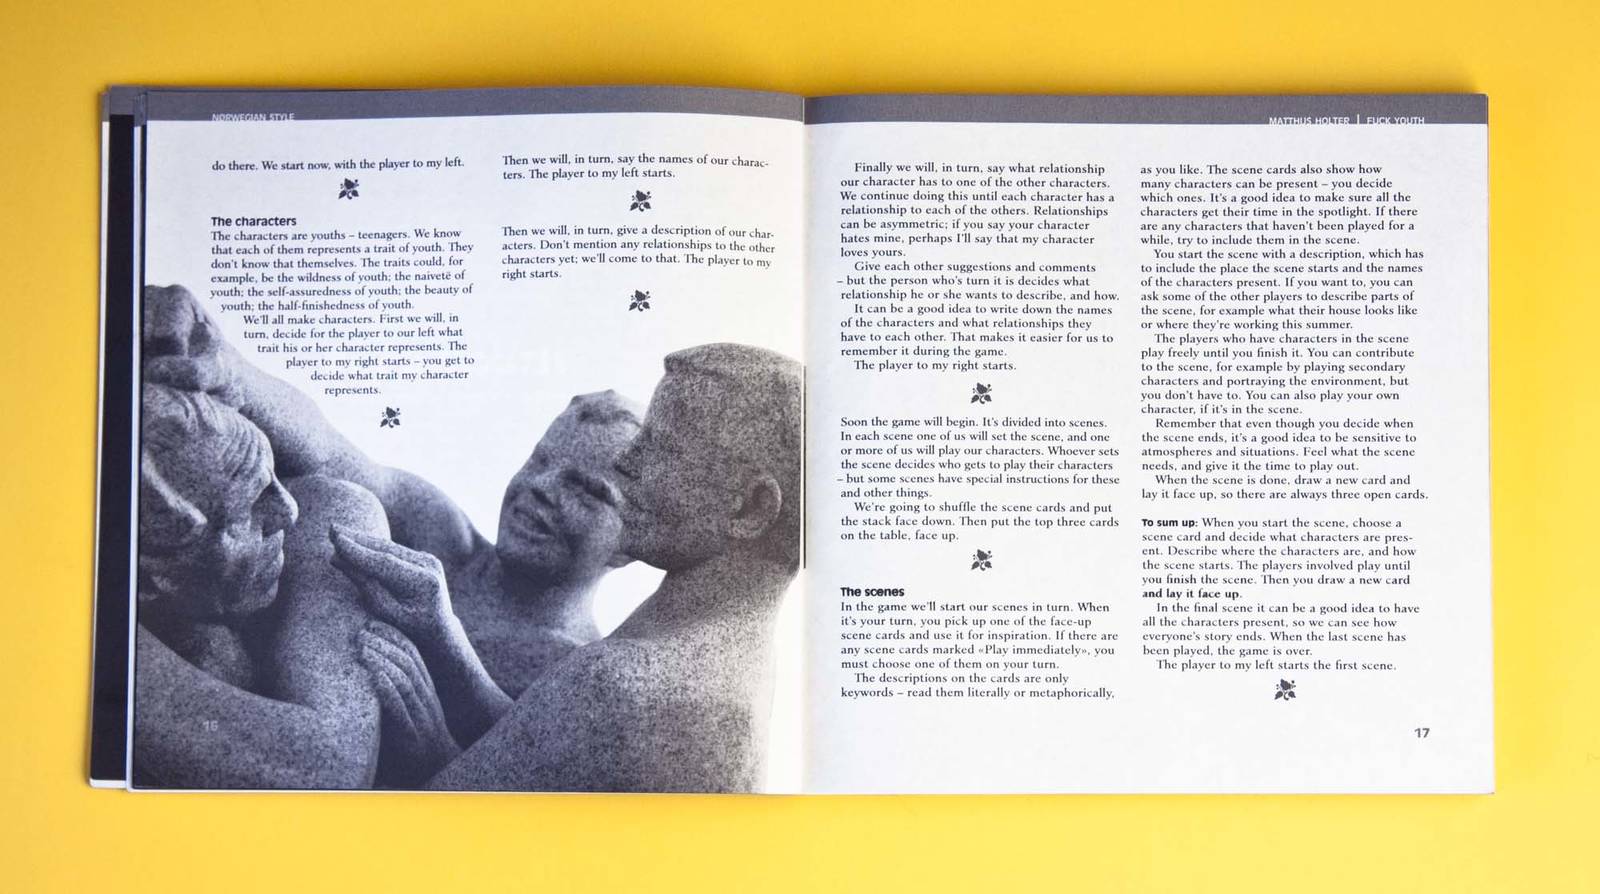 NORWEGIAN STYLE
do there. We start now, with the player to my left.
The characters
The characters are youths – teenagers. We know
that each of them represents a trait of youth. They
don't know that themselves. The traits could, for
example, be the wildness of youth; the naiveté of
youth; the self-assuredness of youth; the beauty of
youth; the half-finishedness of youth.
We'll all make characters. First we will, in
turn, decide for the player to our left what
trait his or her character represents. The
player to my right starts – you get to
decide what trait my character
represents.
16
Then we will, in turn, say the names of our charac-
ters. The player to my left starts.
Then we will, in turn, give a description of our char-
acters. Don't mention any relationships to the other
characters yet; we'll come to that. The player to my
right starts.
MATTHIJS HOLTER | FUCK YOUTH
Finally we will, in turn, say what relationship
our character has to one of the other characters.
We continue doing this until each character has a
relationship to each of the others. Relationships
can be asymmetric; if you say your character
hates mine, perhaps I'll say that my character
loves yours.
Give each other suggestions and comments
– but the person who's turn it is decides what
relationship he or she wants to describe, and how.
It can be a good idea to write down the names
of the characters and what relationships they
have to each other. That makes it easier for us to
remember it during the game.
The player to my right starts.
Soon the game will begin. It's divided into scenes.
In each scene one of us will set the scene, and one
or more of us will play our characters. Whoever sets
the scene decides who gets to play their characters
– but some scenes have special instructions for these
and other things.
We're going to shuffle the scene cards and put
the stack face down. Then put the top three cards
on the table, face up.
The scenes
In the game we'll start our scenes in turn. When
it's your turn, you pick up one of the face-up
scene cards and use it for inspiration. If there are
any scene cards marked «Play immediately», you
must choose one of them on your turn.
The descriptions on the cards are only
keywords – read them literally or metaphorically,
as you like. The scene cards also show how
many characters can be present – you decide
which ones. It's a good idea to make sure all the
characters get their time in the spotlight. If there
are any characters that haven't been played for a
while, try to include them in the scene.
You start the scene with a description, which has
to include the place the scene starts and the names
of the characters present. If you want to, you can
ask some of the other players to describe parts of
the scene, for example what their house looks like
or where they're working this summer.
The players who have characters in the scene
play freely until you finish it. You can contribute
to the scene, for example by playing secondary
characters and portraying the environment, but
you don't have to. You can also play your own
character, if it's in the scene.
Remember that even though you decide when
the scene ends, it's a good idea to be sensitive to
atmospheres and situations. Feel what the scene
needs, and give it the time to play out.
When the scene is done, draw a new card and
lay it face up, so there are always three open cards.
To sum up: When you start the scene, choose a
scene card and decide what characters are pres-
ent. Describe where the characters are, and how
the scene starts. The players involved play until
you finish the scene. Then you draw a new card
and lay it face up.
In the final scene it can be a good idea to have
all the characters present, so we can see how
everyone's story ends. When the last scene has
been played, the game is over.
The player to my left starts the first scene.
17